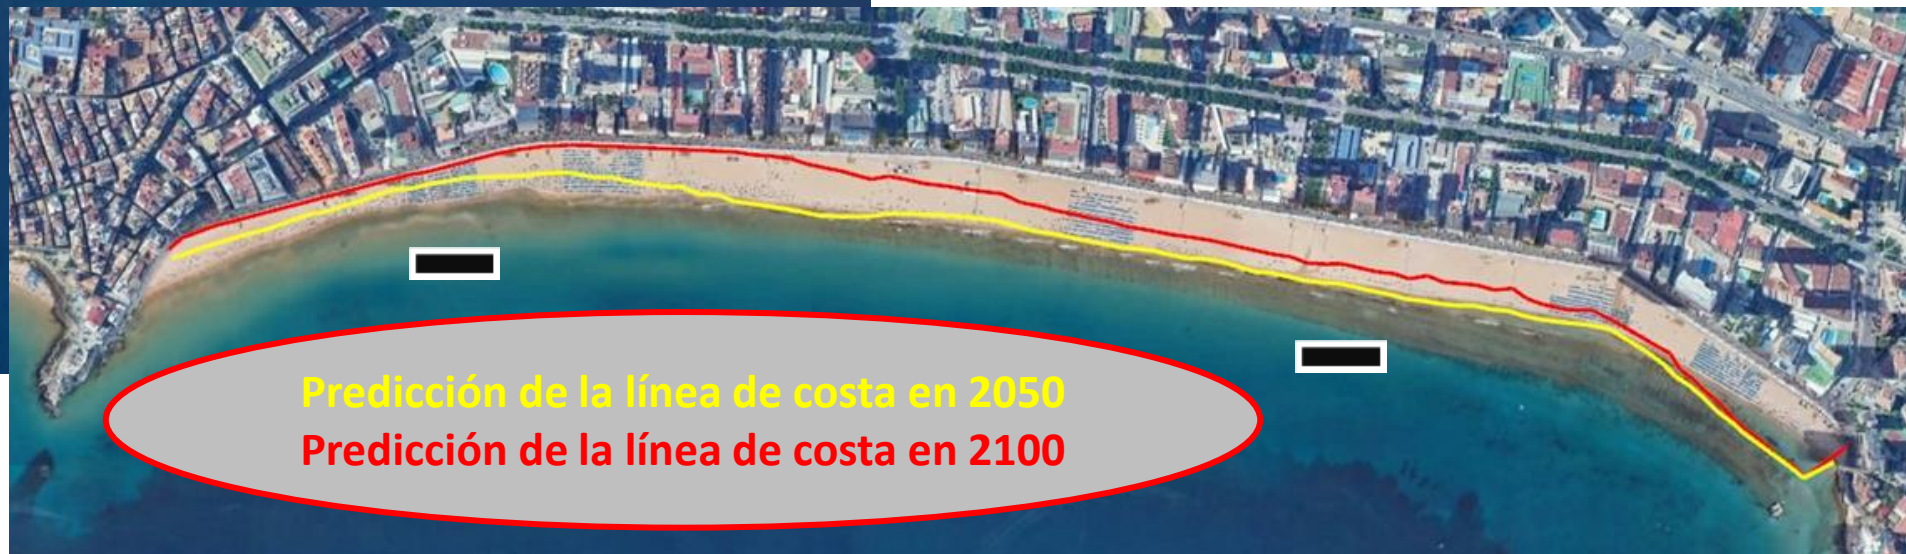 Predicción de la línea de costa en 2050
Predicción de la línea de costa en 2100